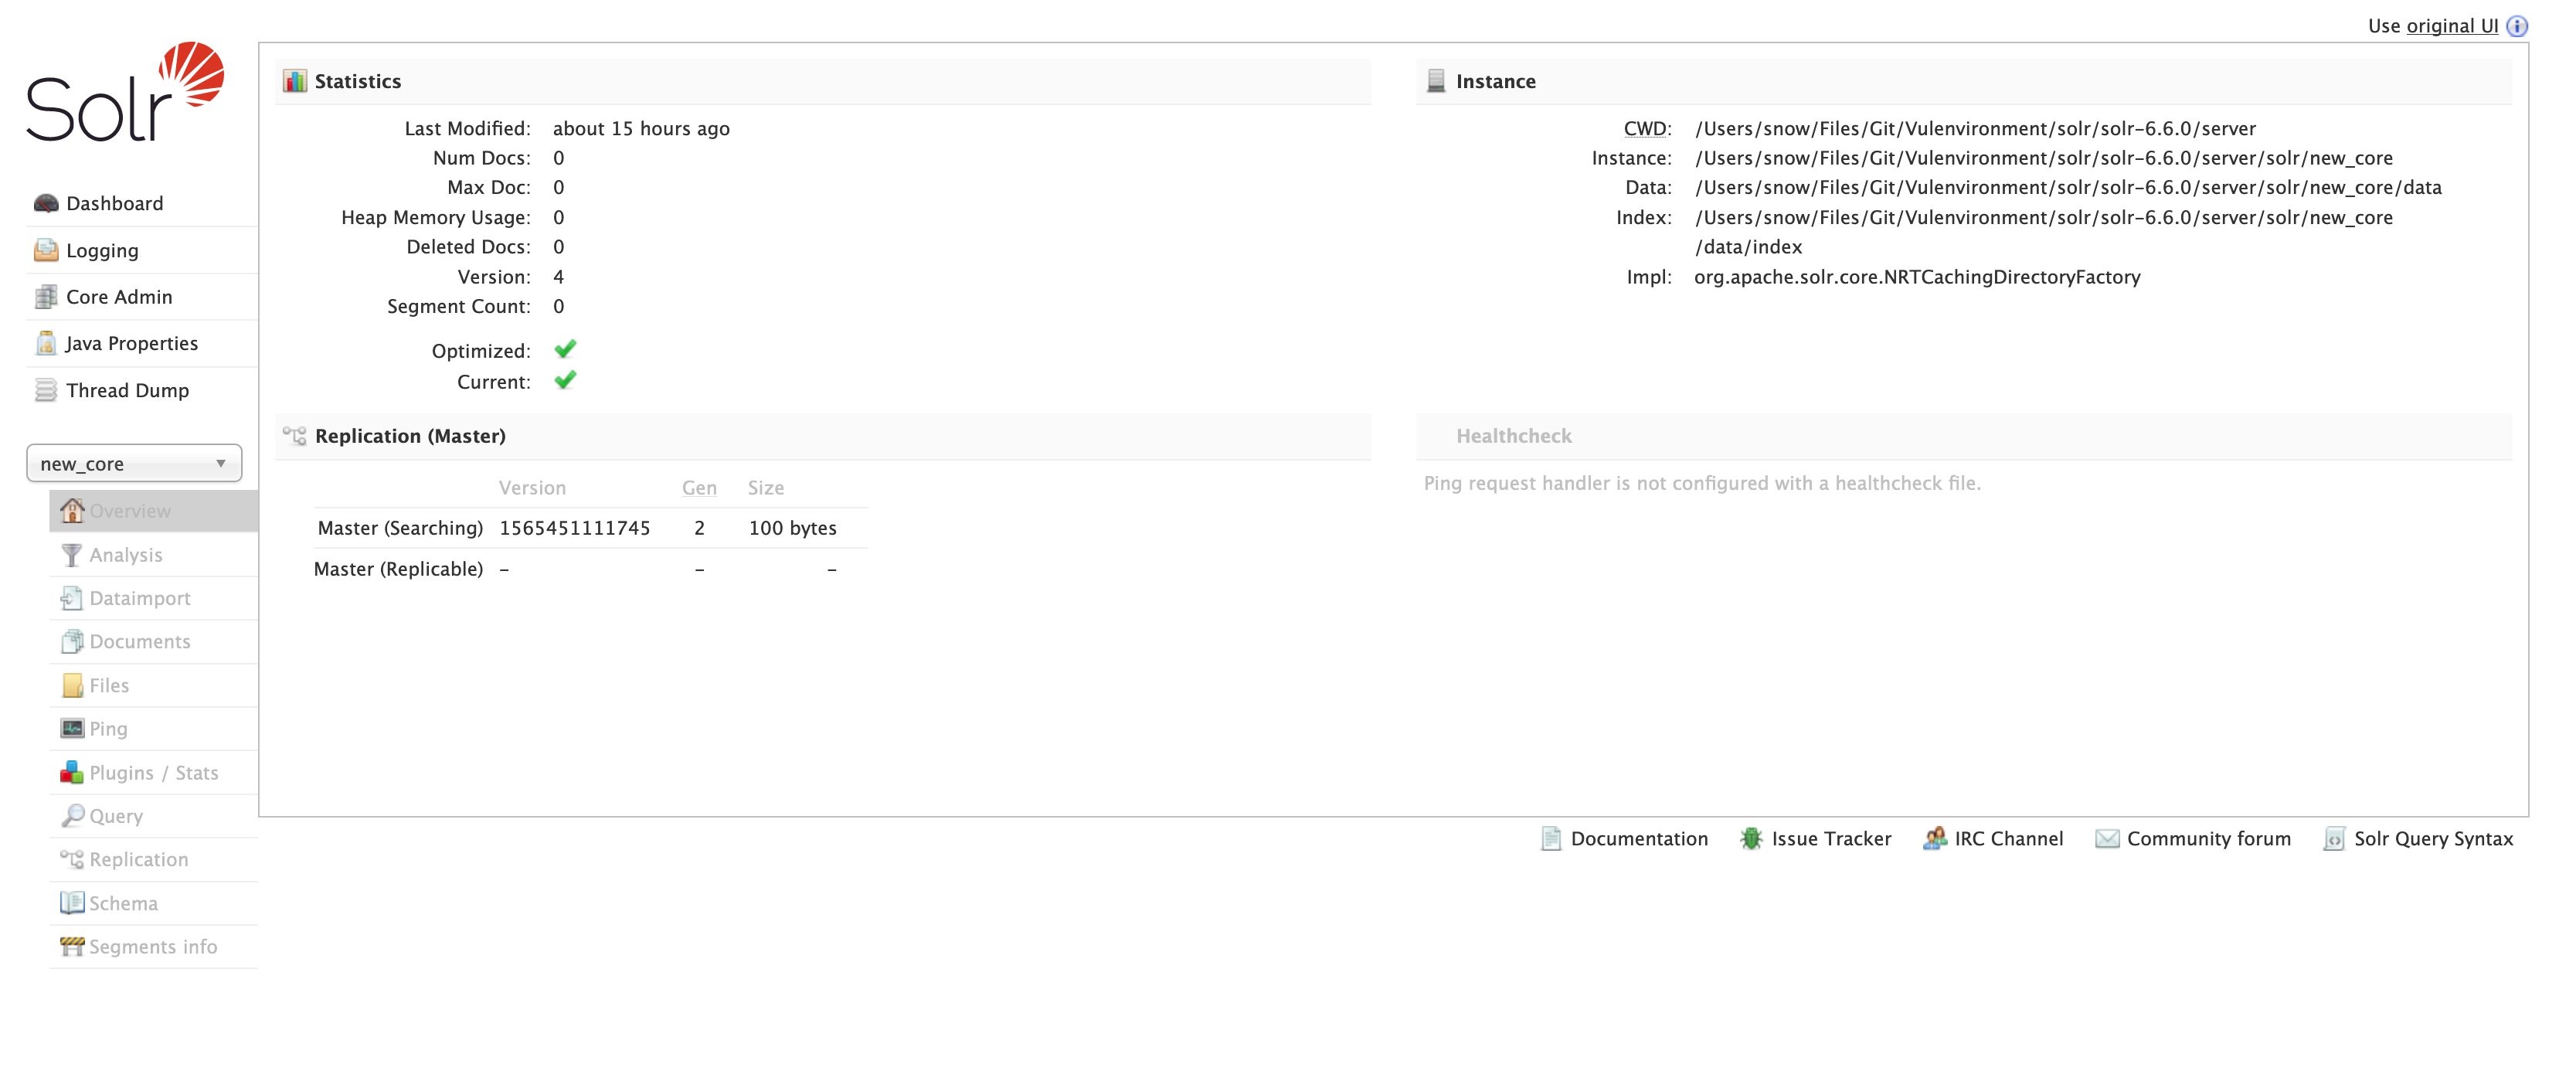 Use original UI
Solr
Dashboard
Logging
Core Admin
Java Properties
Thread Dump
new_core
Overview
Analysis
Dataimport
Documents
Files
Ping
Plugins / Stats
Query
Replication
Schema
Segments info
Statistics
Last Modified: about 15 hours ago
Num Docs: 0
Max Doc: 0
Heap Memory Usage: 0
Deleted Docs: 0
Version: 4
Segment Count: 0
Optimized:
Current:
Instance
CWD: /Users/snow/Files/Git/Vulenvironment/solr/solr-6.6.0/server
Instance: /Users/snow/Files/Git/Vulenvironment/solr/solr-6.6.0/server/solr/new_core
Data: /Users/snow/Files/Git/Vulenvironment/solr/solr-6.6.0/server/solr/new_core/data
Index: /Users/snow/Files/Git/Vulenvironment/solr/solr-6.6.0/server/solr/new_core
/data/index
Impl: org.apache.solr.core.NRTCachingDirectoryFactory
Replication (Master)
Version Gen Size
Master (Searching) 1565451111745 2 100 bytes
Master (Replicable) – – –
Healthcheck
Ping request handler is not configured with a healthcheck file.
Documentation Issue Tracker IRC Channel Community forum Solr Query Syntax